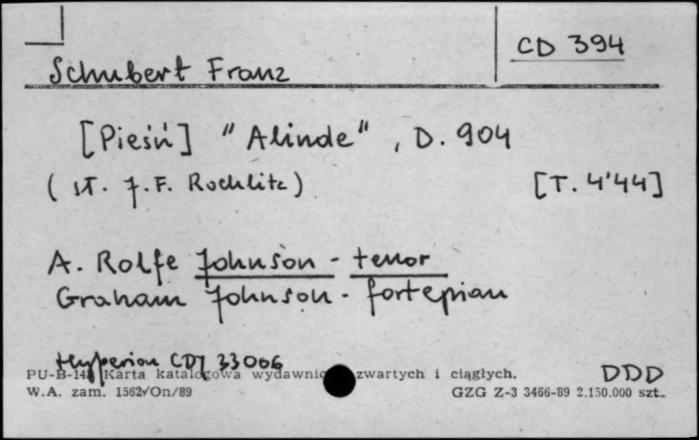 CD 394
Schubert Franz
[Pieśń] "Alinde", D. 904
(sł. J.F. Rochlitz) [T. 4'44]
A. Rolfe Johnson - tenor
Graham Johnson - fortepian
Hyperion CDJ 33006
PU-B-143 Karta katalogowa zwartych i ciągłych. DDD
W.A. zam. 1562/On/89 GZG Z-3 3466-89 2.150.000 szt.